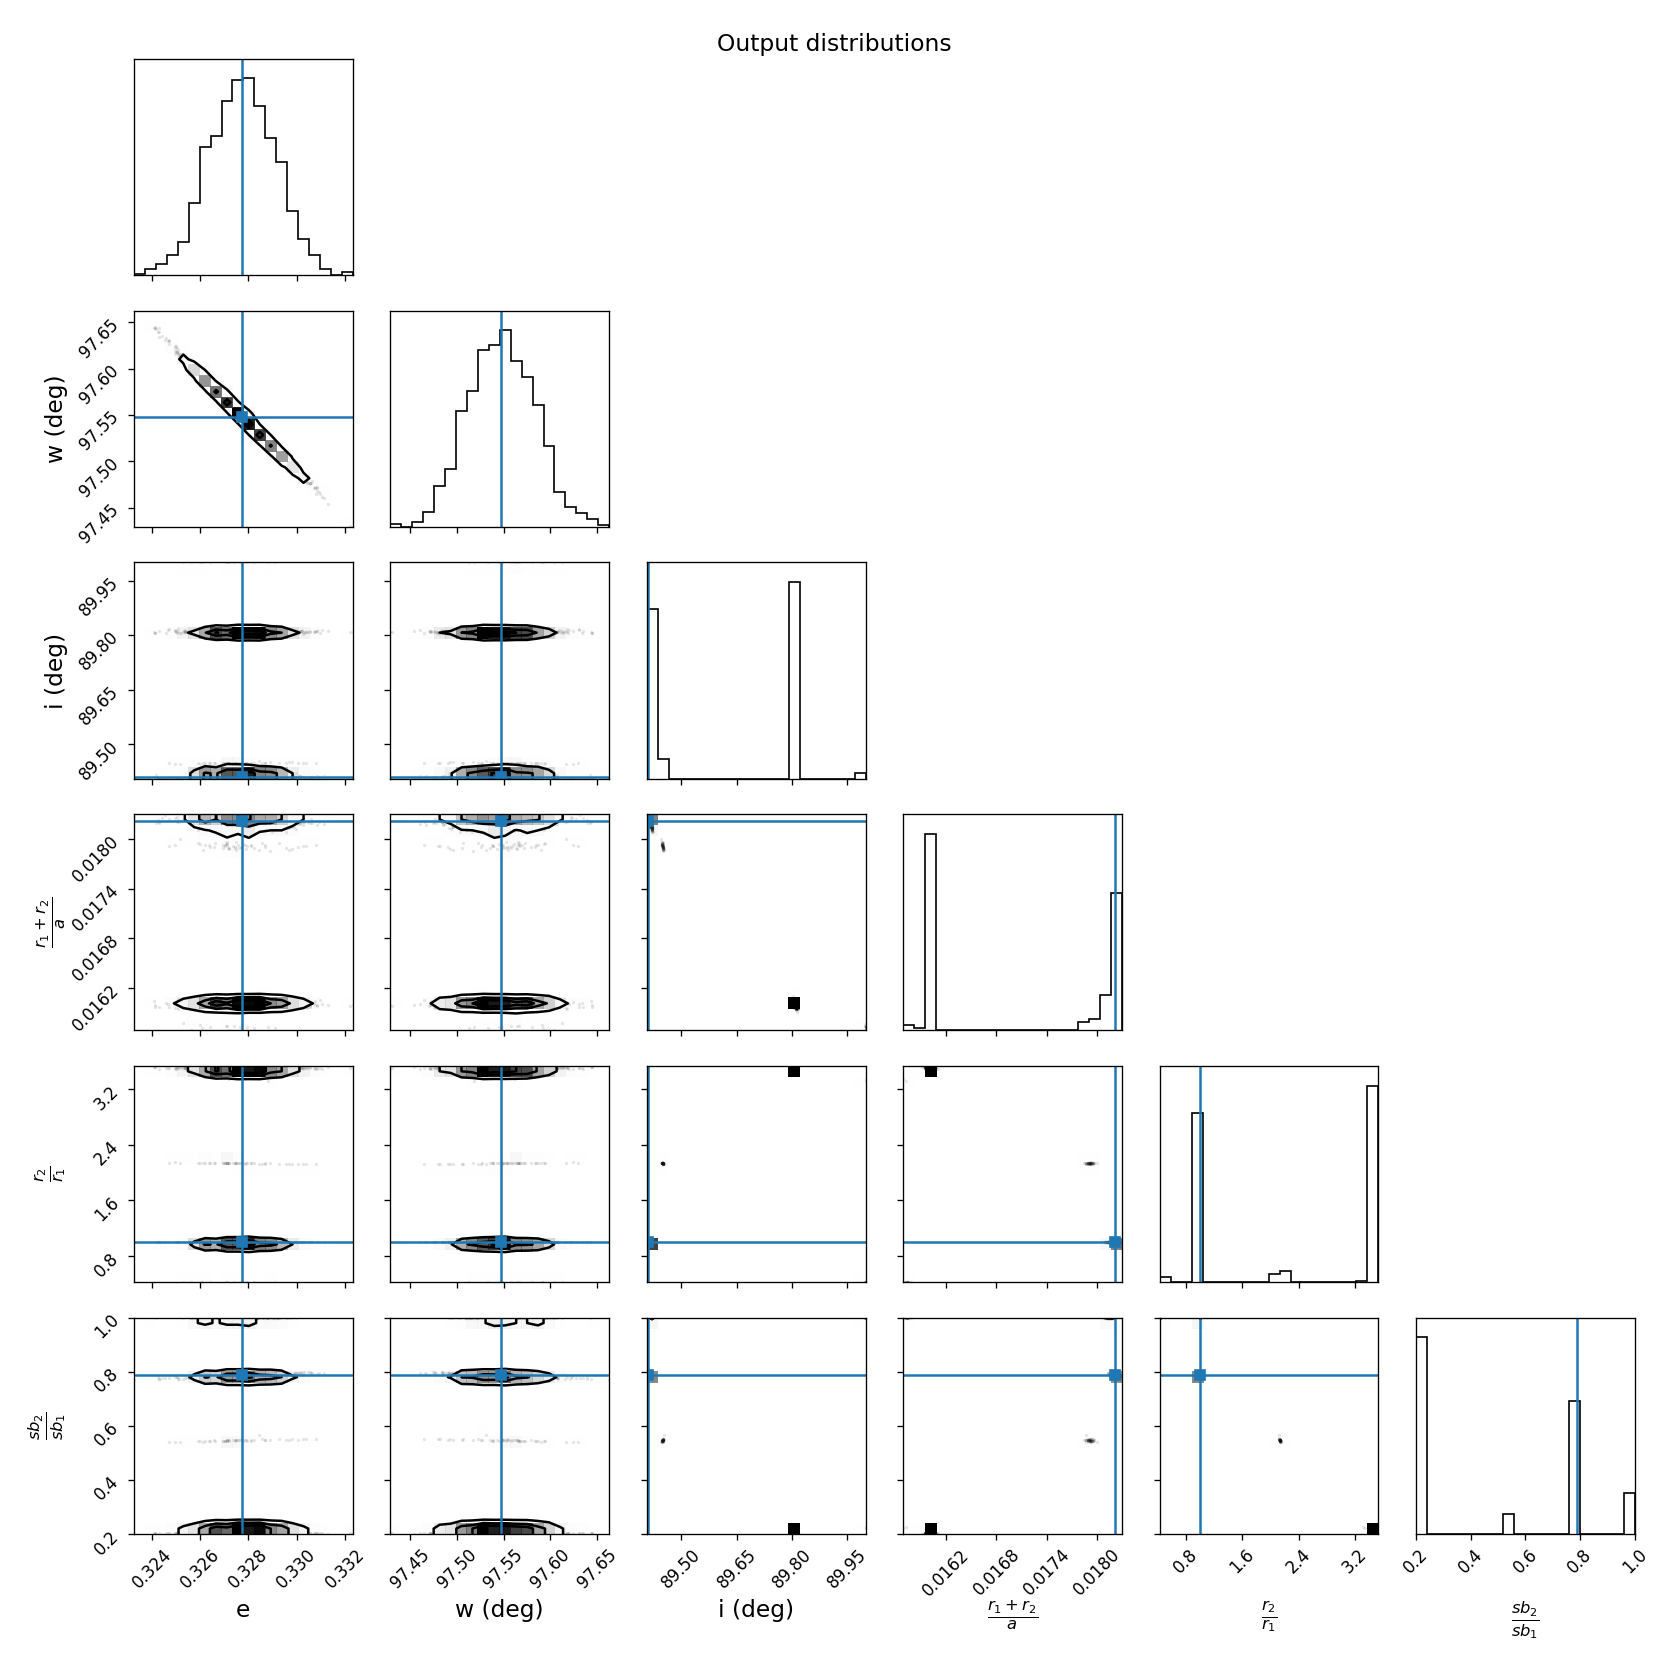 Output distributions
97.65
97.60
97.55
97.50
97.45
w (deg)
89.95
89.80
89.65
89.50
i (deg)
0.0180
0.0174
0.0168
0.0162
r₁ + r₂
a
3.2
2.4
1.6
0.8
r₂
r₁
1.0
0.8
0.6
0.4
0.2
sb₂
sb₁
0.324 0.326 0.328 0.330 0.332
97.45 97.50 97.55 97.60 97.65
89.50 89.65 89.80 89.95
0.0162 0.0168 0.0174 0.0180
0.8 1.6 2.4 3.2
0.2 0.4 0.6 0.8 1.0
e
w (deg)
i (deg)
r₁ + r₂
a
r₂
r₁
sb₂
sb₁